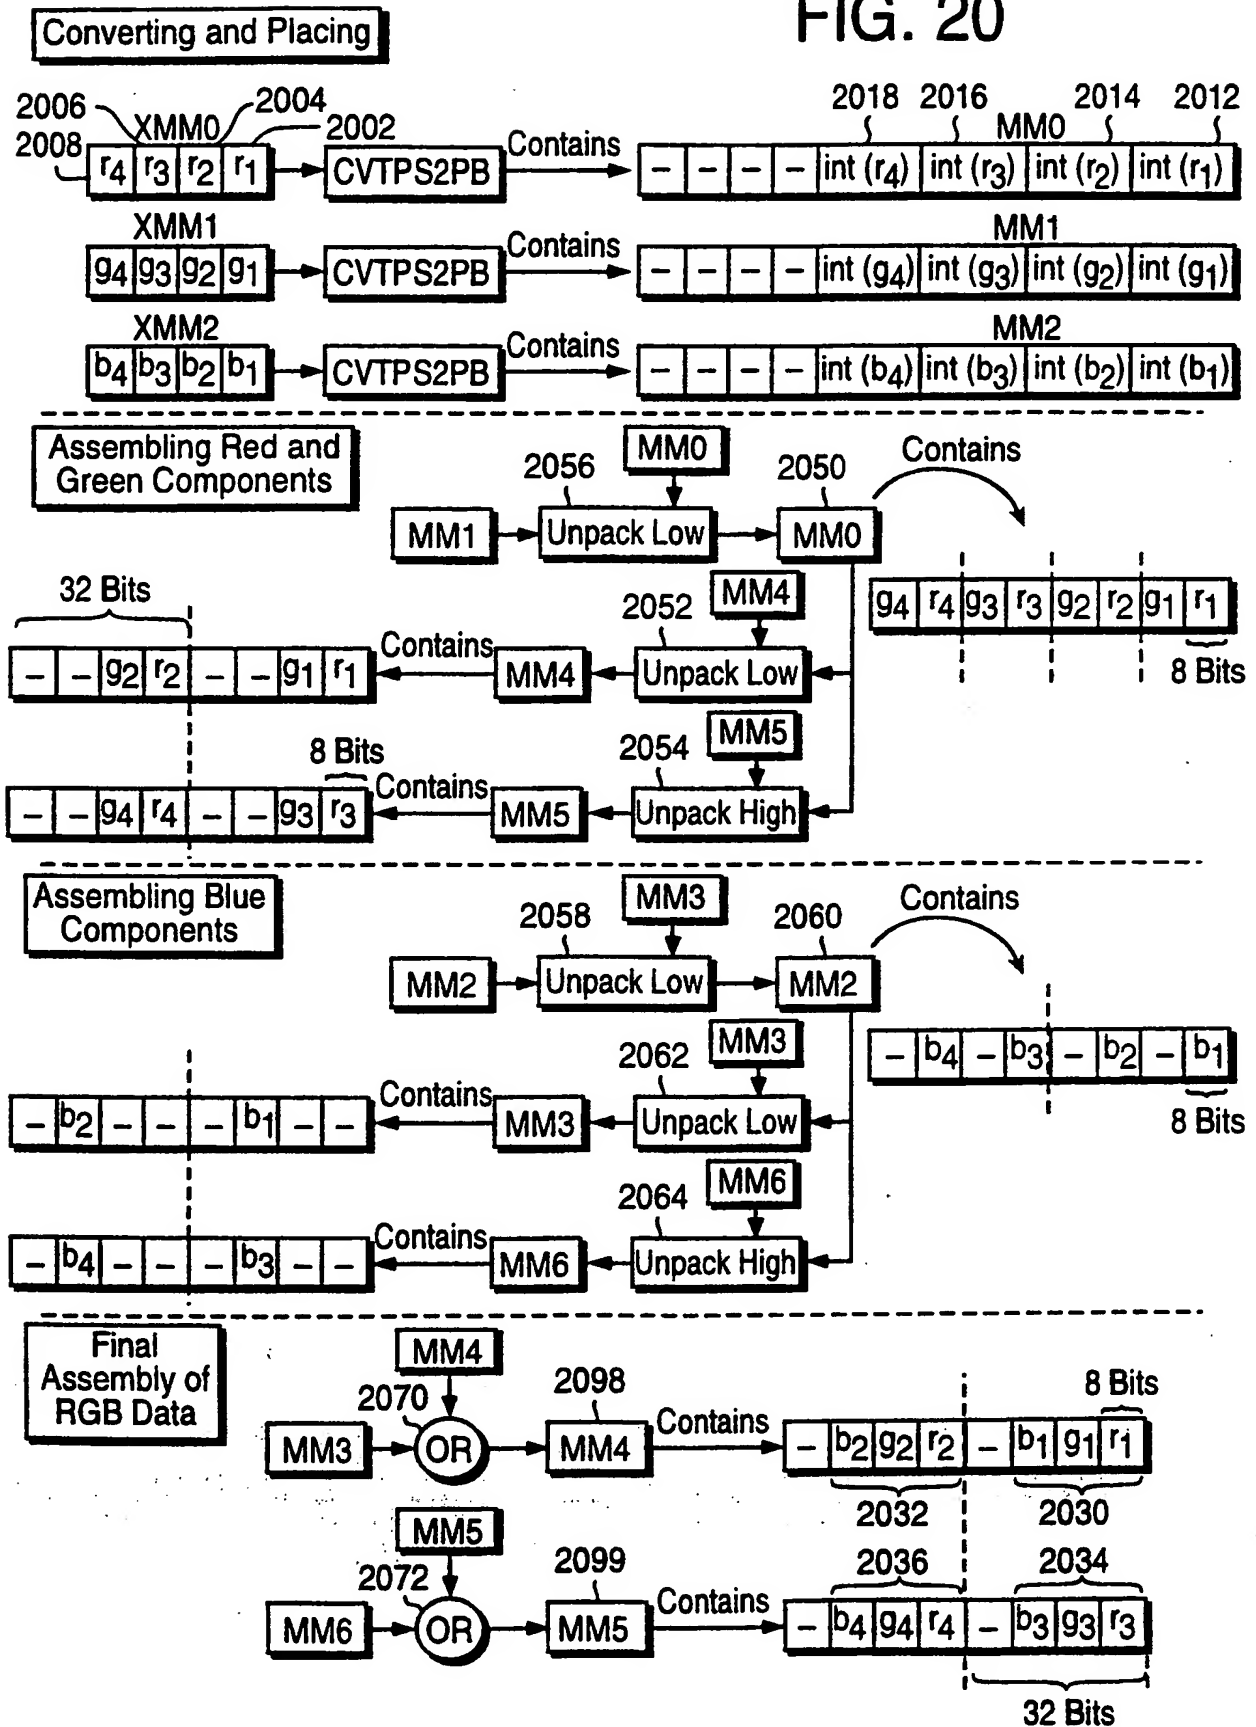 FIG. 20
Converting and Placing
2006 XMM0 2004 2002 2018 2016 MM0 2014 2012
2008 r4 r3 r2 r1 CVTPS2PB Contains – – – – int (r4) int (r3) int (r2) int (r1)
XMM1 MM1
g4 g3 g2 g1 CVTPS2PB Contains – – – – int (g4) int (g3) int (g2) int (g1)
XMM2 MM2
b4 b3 b2 b1 CVTPS2PB Contains – – – – int (b4) int (b3) int (b2) int (b1)
Assembling Red and
Green Components
2056 MM0 2050 Contains
MM1 Unpack Low MM0
g4 r4 g3 r3 g2 r2 g1 r1
8 Bits
32 Bits 2052 MM4
– – g2 r2 – – g1 r1 Contains MM4 Unpack Low
8 Bits 2054 MM5
– – g4 r4 – – g3 r3 Contains MM5 Unpack High
Assembling Blue
Components
2058 MM3 2060 Contains
MM2 Unpack Low MM2
– b4 – b3 – b2 – b1
8 Bits
2062 MM3
– b2 – – – b1 – – Contains MM3 Unpack Low
2064 MM6
– b4 – – – b3 – – Contains MM6 Unpack High
Final
Assembly of
RGB Data
MM4 2070 2098 8 Bits
MM3 OR MM4 Contains – b2 g2 r2 – b1 g1 r1
2032 2030
MM5 2072 2099 2036 2034
MM6 OR MM5 Contains – b4 g4 r4 – b3 g3 r3
32 Bits